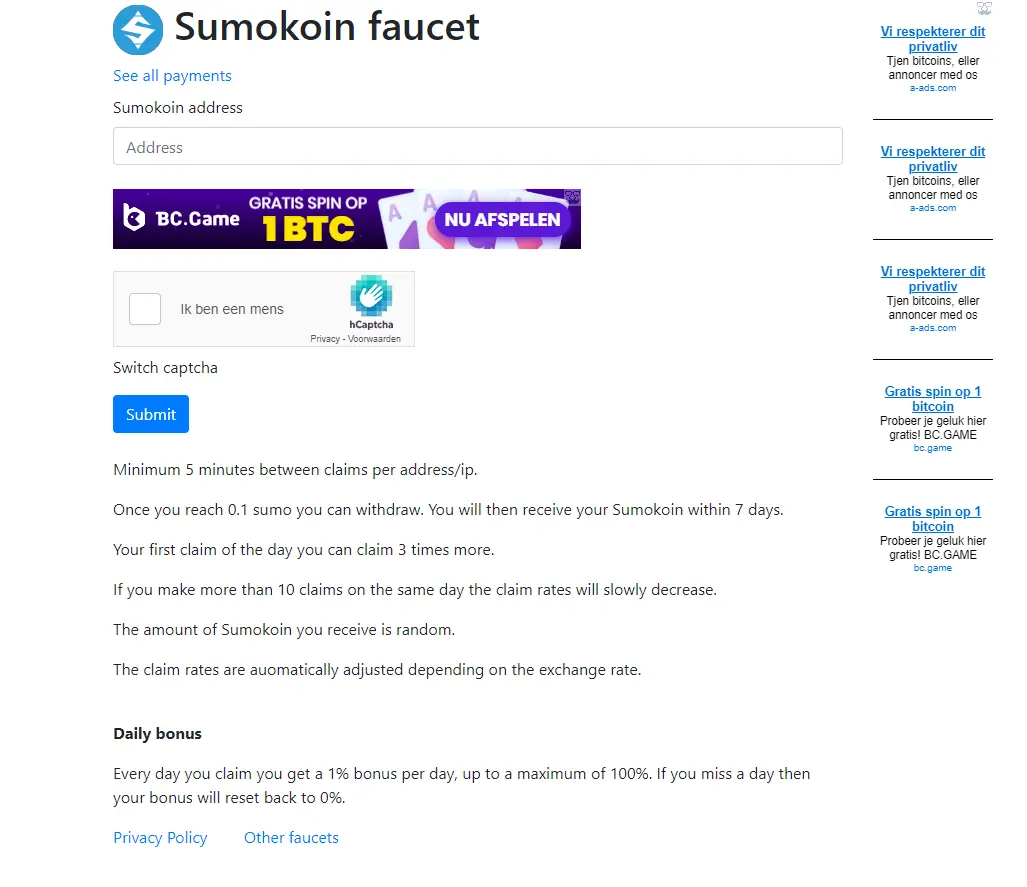 Sumokoin faucet
See all payments
Sumokoin address
Address
BC.Game
GRATIS SPIN OP
1 BTC
NU AFSPELEN
A
A
A
A
Ik ben een mens
hCaptcha
Privacy - Voorwaarden
Switch captcha
Submit
Minimum 5 minutes between claims per address/ip.
Once you reach 0.1 sumo you can withdraw. You will then receive your Sumokoin within 7 days.
Your first claim of the day you can claim 3 times more.
If you make more than 10 claims on the same day the claim rates will slowly decrease.
The amount of Sumokoin you receive is random.
The claim rates are auomatically adjusted depending on the exchange rate.
Daily bonus
Every day you claim you get a 1% bonus per day, up to a maximum of 100%. If you miss a day then
your bonus will reset back to 0%.
Privacy Policy
Other faucets
Vi respekterer dit
privatliv
Tjen bitcoins, eller
annoncer med os
a-ads.com
Vi respekterer dit
privatliv
Tjen bitcoins, eller
annoncer med os
a-ads.com
Vi respekterer dit
privatliv
Tjen bitcoins, eller
annoncer med os
a-ads.com
Gratis spin op 1
bitcoin
Probeer je geluk hier
gratis! BC.GAME
bc.game
Gratis spin op 1
bitcoin
Probeer je geluk hier
gratis! BC.GAME
bc.game